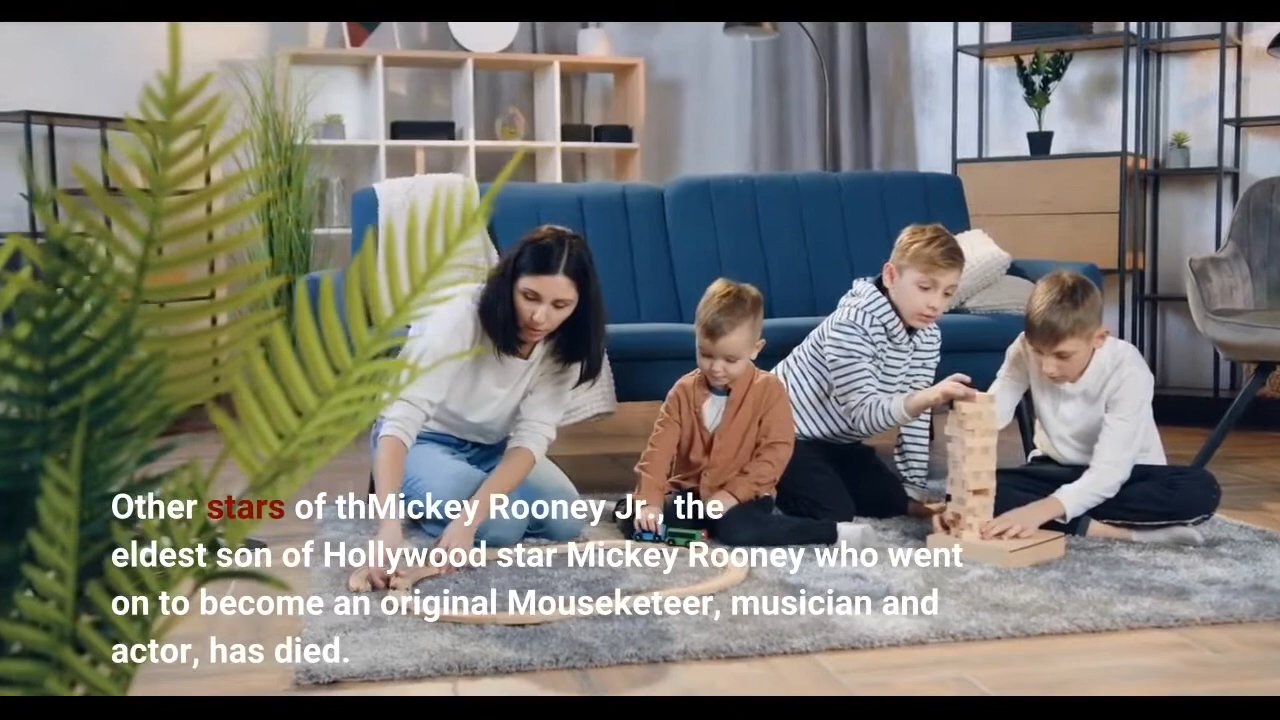 Other stars of thMickey Rooney Jr., the
eldest son of Hollywood star Mickey Rooney who went
on to become an original Mouseketeer, musician and
actor, has died.